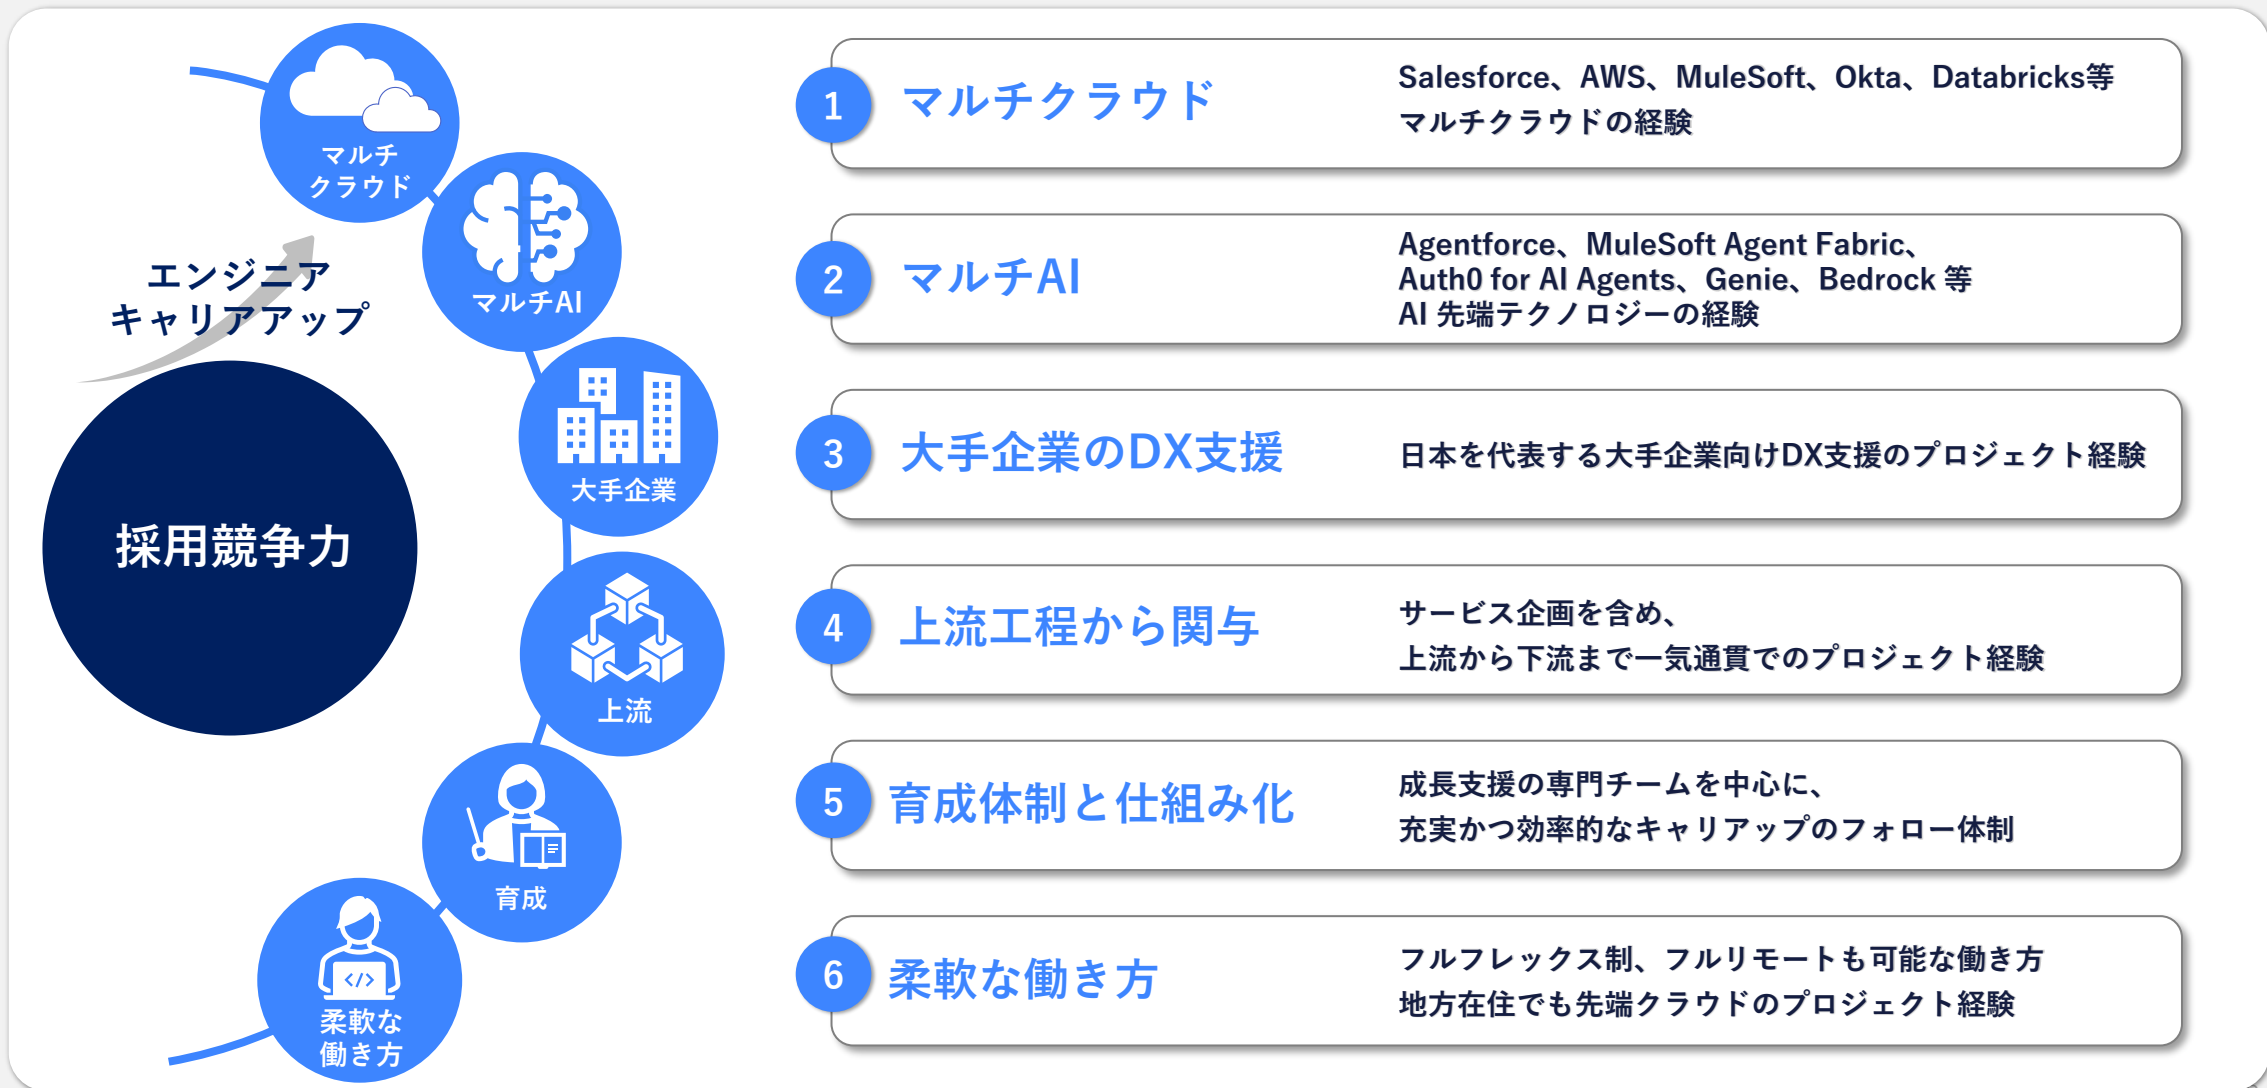 マルチ
クラウド
マルチAI
エンジニア
キャリアアップ
大手企業
採用競争力
上流
育成
</>
柔軟な
働き方
1
マルチクラウド
Salesforce、AWS、MuleSoft、Okta、Databricks等
マルチクラウドの経験
2
マルチAI
Agentforce、MuleSoft Agent Fabric、
Auth0 for AI Agents、Genie、Bedrock 等
AI 先端テクノロジーの経験
3
大手企業のDX支援
日本を代表する大手企業向けDX支援のプロジェクト経験
4
上流工程から関与
サービス企画を含め、
上流から下流まで一気通貫でのプロジェクト経験
5
育成体制と仕組み化
成長支援の専門チームを中心に、
充実かつ効率的なキャリアップのフォロー体制
6
柔軟な働き方
フルフレックス制、フルリモートも可能な働き方
地方在住でも先端クラウドのプロジェクト経験